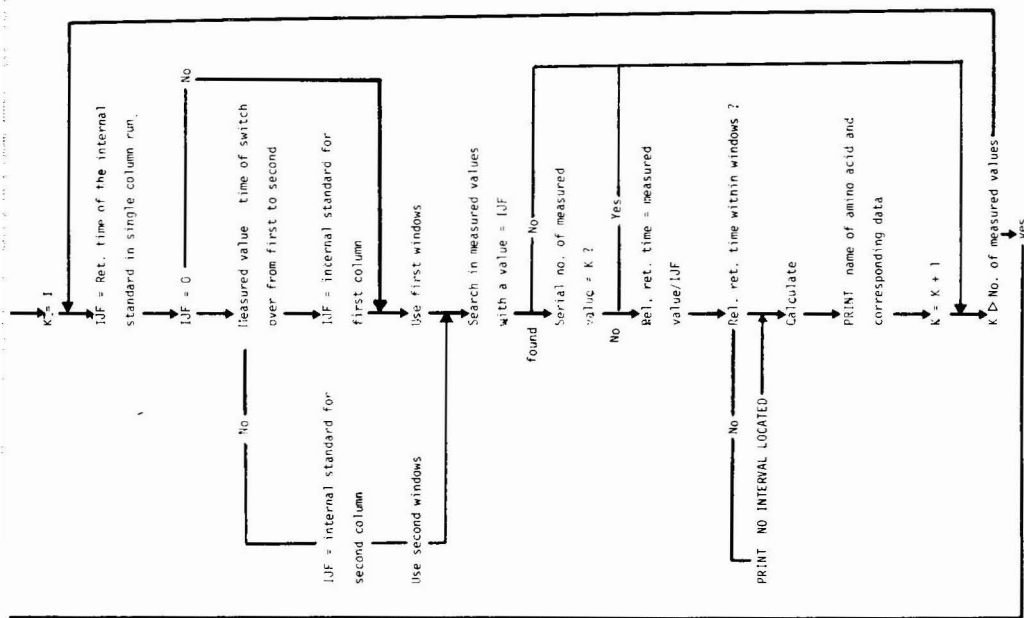 K = 1
IJF = Ret. time of the internal
standard in single column run.
IJF = 0
No
Measured value time of switch
over from first to second
No
IJF = internal standard for
first column
IJF = internal standard for
second column
Use first windows
Use second windows
Search in measured values
with a value = IJF
found
No
Serial no. of measured
value = K ?
No
Yes
Rel. ret. time = measured
value/IJF
Rel. ret. time within windows ?
No
PRINT NO INTERVAL LOCATED
Calculate
PRINT name of amino acid and
corresponding data
K = K + 1
K > No. of measured values
Yes